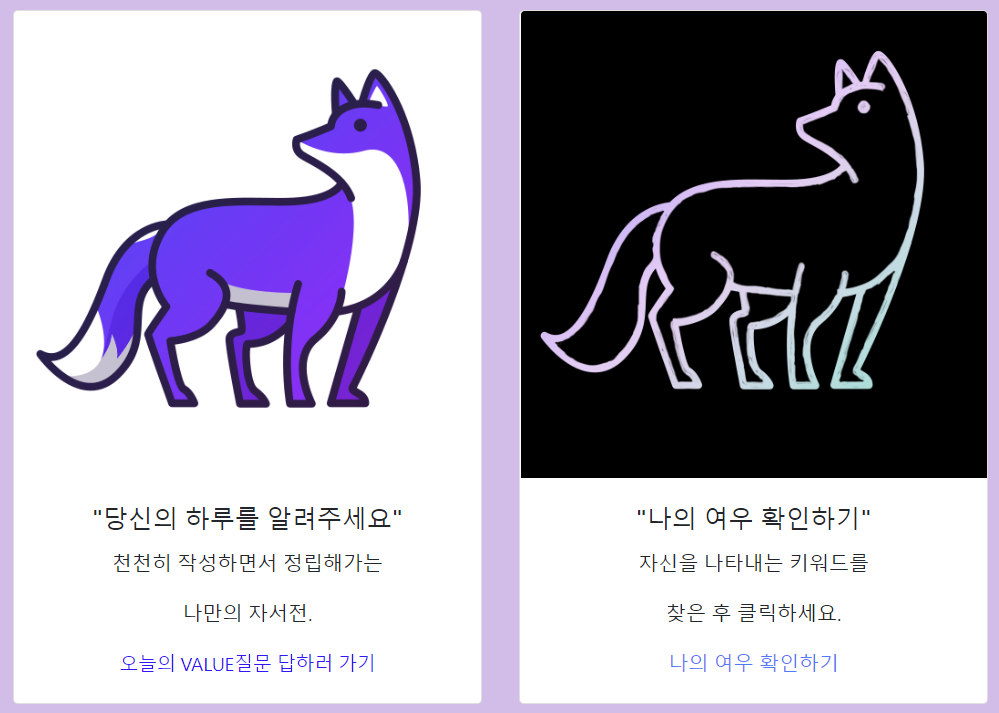 "당신의 하루를 알려주세요"
천천히 작성하면서 정립해가는
나만의 자서전.
오늘의 VALUE질문 답하러 가기
"나의 여우 확인하기"
자신을 나타내는 키워드를
찾은 후 클릭하세요.
나의 여우 확인하기